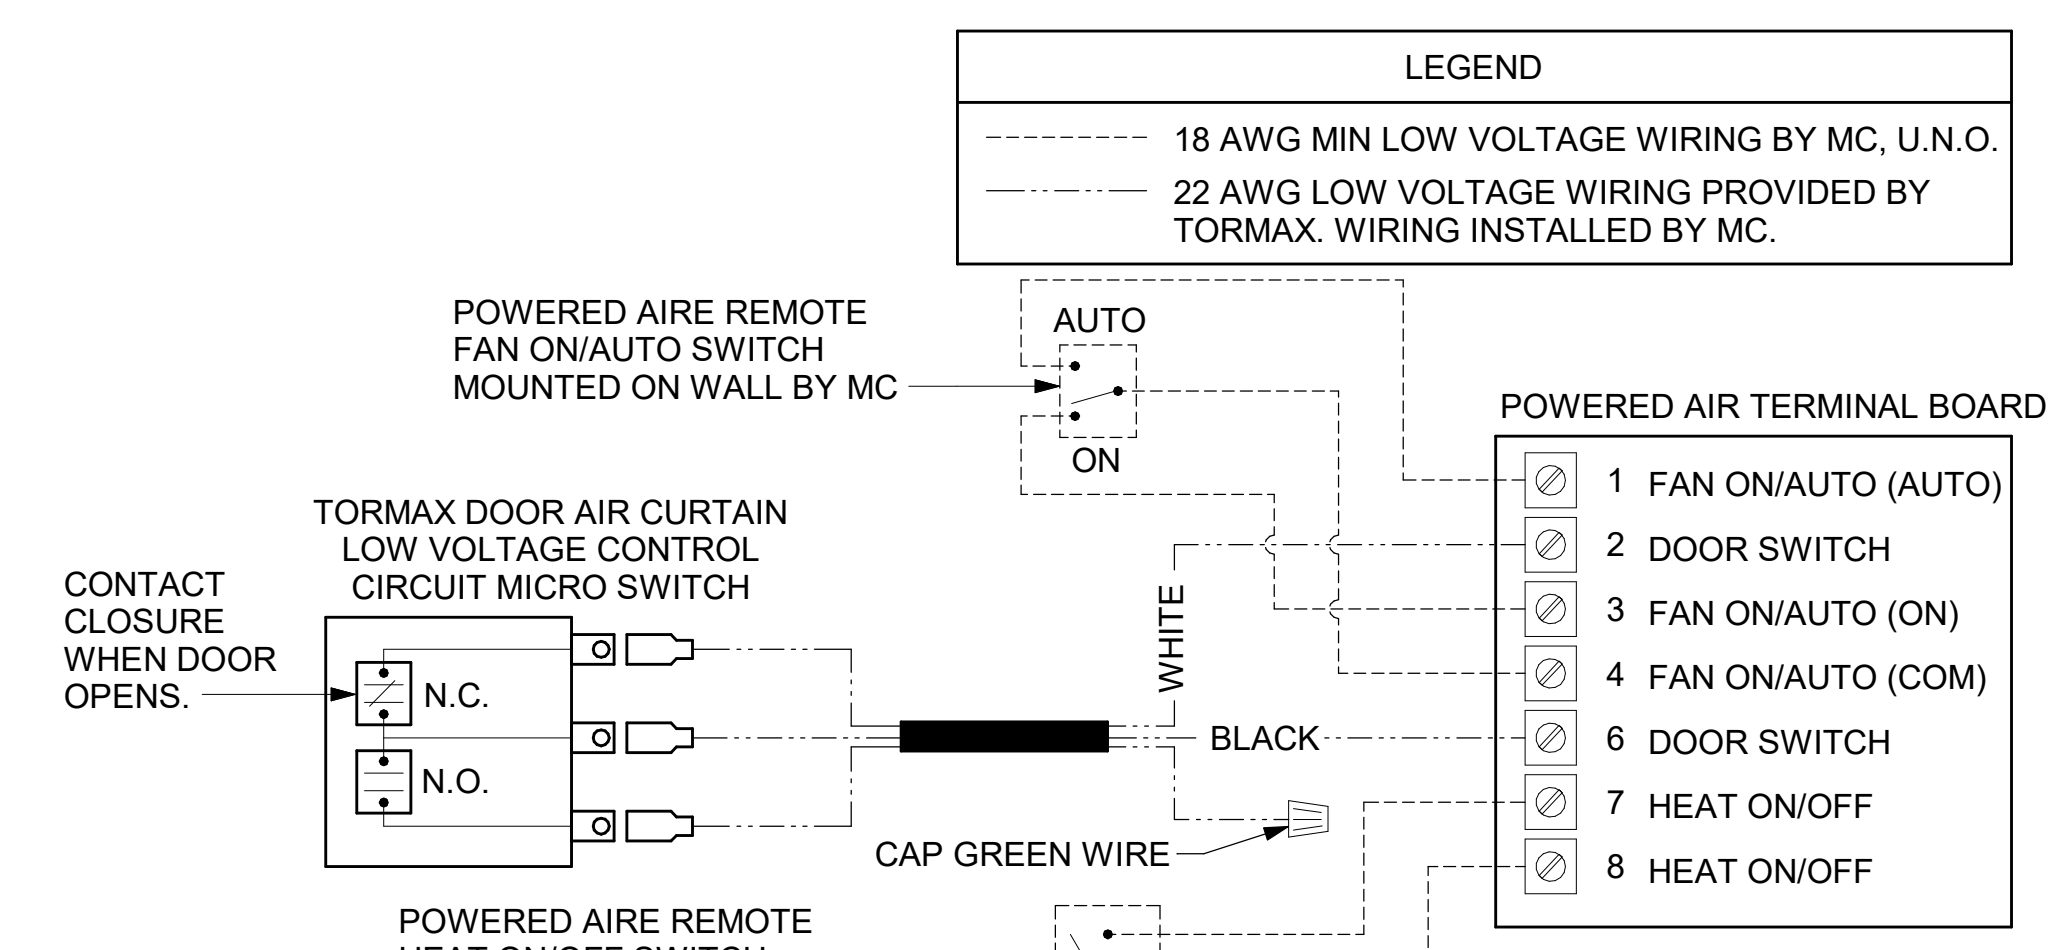 LEGEND
18 AWG MIN LOW VOLTAGE WIRING BY MC, U.N.O.
22 AWG LOW VOLTAGE WIRING PROVIDED BY
TORMAX. WIRING INSTALLED BY MC.
POWERED AIRE REMOTE
FAN ON/AUTO SWITCH
MOUNTED ON WALL BY MC
AUTO
ON
POWERED AIR TERMINAL BOARD
1 FAN ON/AUTO (AUTO)
2 DOOR SWITCH
3 FAN ON/AUTO (ON)
4 FAN ON/AUTO (COM)
6 DOOR SWITCH
7 HEAT ON/OFF
8 HEAT ON/OFF
TORMAX DOOR AIR CURTAIN
LOW VOLTAGE CONTROL
CIRCUIT MICRO SWITCH
CONTACT
CLOSURE
WHEN DOOR
OPENS.
N.C.
N.O.
WHITE
BLACK
CAP GREEN WIRE
POWERED AIRE REMOTE
HEAT ON/OFF SWITCH